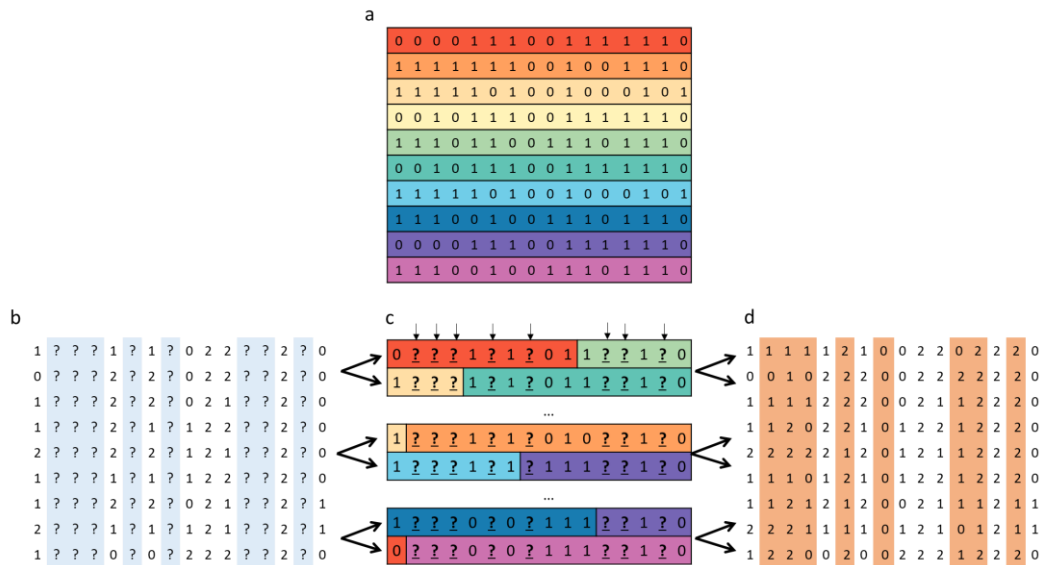 a
0 0 0 0 1 1 1 0 0 1 1 1 1 1 1 0
1 1 1 1 1 1 1 0 0 1 0 0 1 1 1 0
1 1 1 1 1 0 1 0 0 1 0 0 0 1 0 1
0 0 1 0 1 1 1 0 0 1 1 1 1 1 1 0
1 1 1 0 1 1 0 0 1 1 1 0 1 1 1 0
0 0 1 0 1 1 1 0 0 1 1 1 1 1 1 0
1 1 1 1 1 0 1 0 0 1 0 0 0 1 0 1
1 1 1 0 0 1 0 0 1 1 1 0 1 1 1 0
0 0 0 0 1 1 1 0 0 1 1 1 1 1 1 0
1 1 1 0 0 1 0 0 1 1 1 0 1 1 1 0
b
1 ? ? ? 1 ? 1 ? 0 2 2 ? ? 2 ? 0
0 ? ? ? 2 ? 2 ? 0 2 2 ? ? 2 ? 0
1 ? ? ? 2 ? 2 ? 0 2 1 ? ? 2 ? 0
1 ? ? ? 2 ? 1 ? 1 2 2 ? ? 2 ? 0
2 ? ? ? 2 ? 2 ? 1 2 1 ? ? 2 ? 0
1 ? ? ? 1 ? 1 ? 1 2 2 ? ? 2 ? 0
1 ? ? ? 2 ? 2 ? 0 2 1 ? ? 2 ? 1
2 ? ? ? 1 ? 1 ? 1 2 1 ? ? 2 ? 1
1 ? ? ? 0 ? 0 ? 2 2 2 ? ? 2 ? 0
c
0 ? ? ? 1 ? 1 ? 0 1 1 ? ? 1 ? 0
1 ? ? ? 1 ? 1 ? 0 1 1 ? ? 1 ? 0
...
1 ? ? ? 1 ? 1 ? 0 1 0 ? ? 1 ? 0
1 ? ? ? 1 ? 1 ? 1 1 1 ? ? 1 ? 0
...
1 ? ? ? 0 ? 0 ? 1 1 1 ? ? 1 ? 0
0 ? ? ? 0 ? 0 ? 1 1 1 ? ? 1 ? 0
d
1 1 1 1 1 2 1 0 0 2 2 0 2 2 2 0
0 0 1 0 2 2 2 0 0 2 2 2 2 2 2 0
1 1 1 1 2 2 2 0 0 2 1 1 2 2 2 0
1 1 2 0 2 2 1 0 1 2 2 1 2 2 2 0
2 2 2 2 2 1 2 0 1 2 1 2 2 2 2 0
1 1 1 0 1 2 1 0 1 2 2 1 2 2 2 0
1 1 2 1 2 1 2 0 0 2 1 1 1 2 1 1
2 2 2 1 1 1 1 0 1 2 1 0 1 2 1 1
1 2 2 0 0 2 0 0 2 2 2 1 2 2 2 0